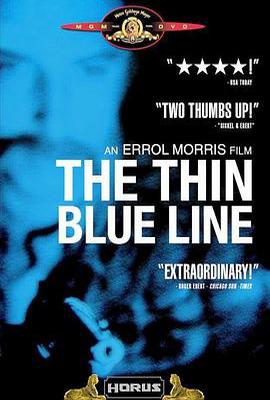 MGM DVD
"★★★★!"
- USA TODAY
"TWO THUMBS UP!"
- "SISKEL & EBERT"
AN ERROL MORRIS FILM
THE THIN
BLUE LINE
"EXTRAORDINARY!"
- ROGER EBERT - CHICAGO SUN-TIMES
HORUS